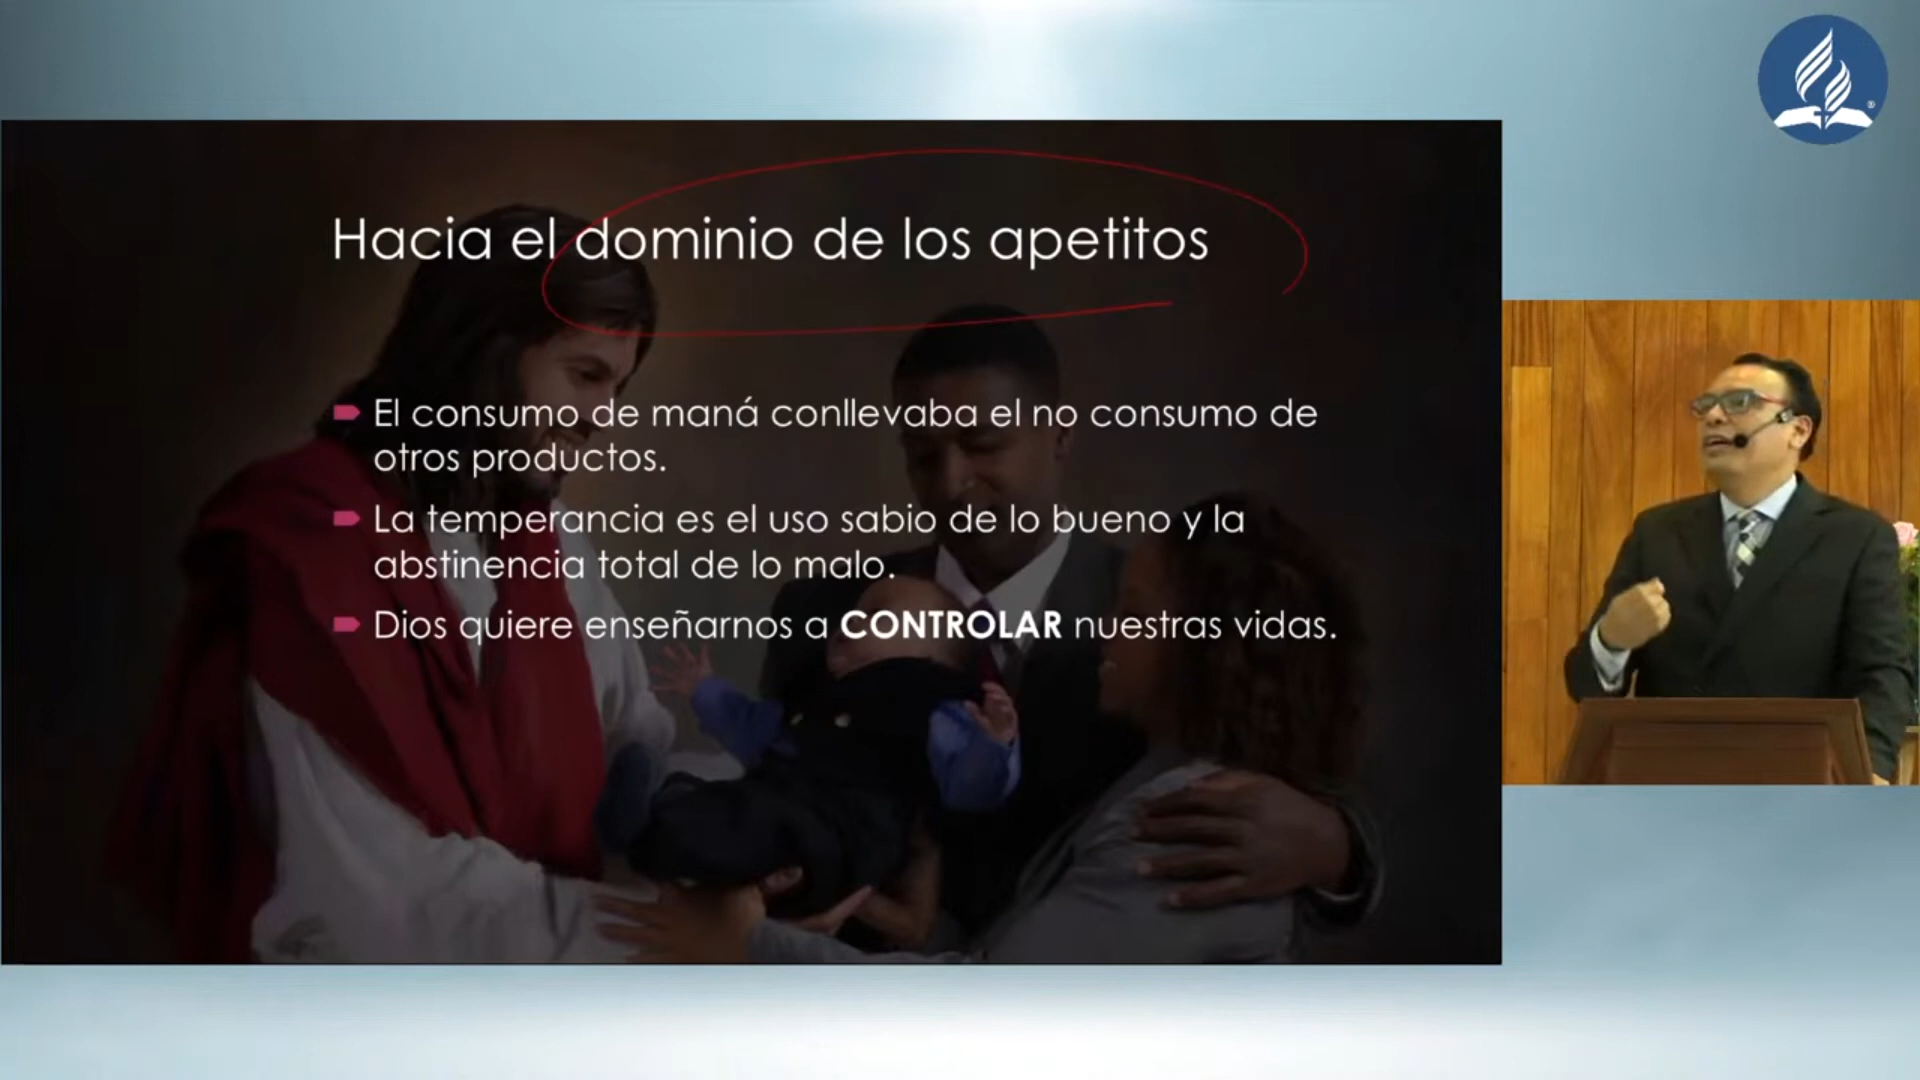 Hacia el dominio de los apetitos
El consumo de maná conllevaba el no consumo de
otros productos.
La temperancia es el uso sabio de lo bueno y la
abstinencia total de lo malo.
Dios quiere enseñarnos a CONTROLAR nuestras vidas.
®